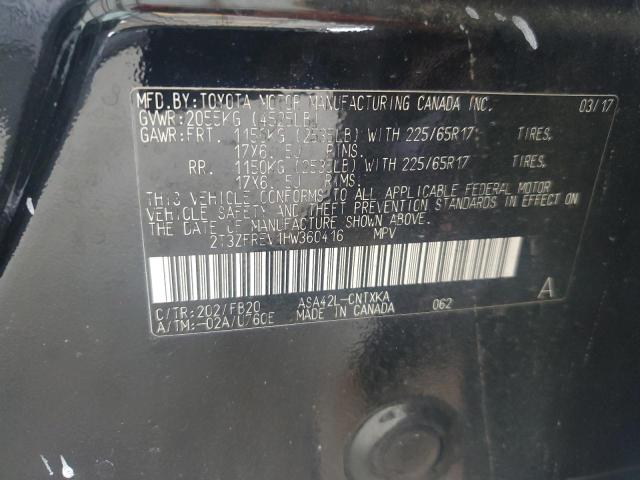 MFD.BY:TOYOTA MOTOR MANUFACTURING CANADA INC. 03/17
GVWR:2055KG (4525LB)
GAWR:FRT. 1150KG (2535LB) WITH 225/65R17 TIRES,
17X6.5J RIMS.
RR. 1150KG (2535LB) WITH 225/65R17 TIRES,
17X6.5J RIMS.
THIS VEHICLE CONFORMS TO ALL APPLICABLE FEDERAL MOTOR
VEHICLE SAFETY AND THEFT PREVENTION STANDARDS IN EFFECT ON
THE DATE OF MANUFACTURE SHOWN ABOVE.
2T3ZFREV1HW360416 MPV
C/TR:202/FB20 ASA42L-CNTXKA 062 A
A/TM:-02A/U760E MADE IN CANADA